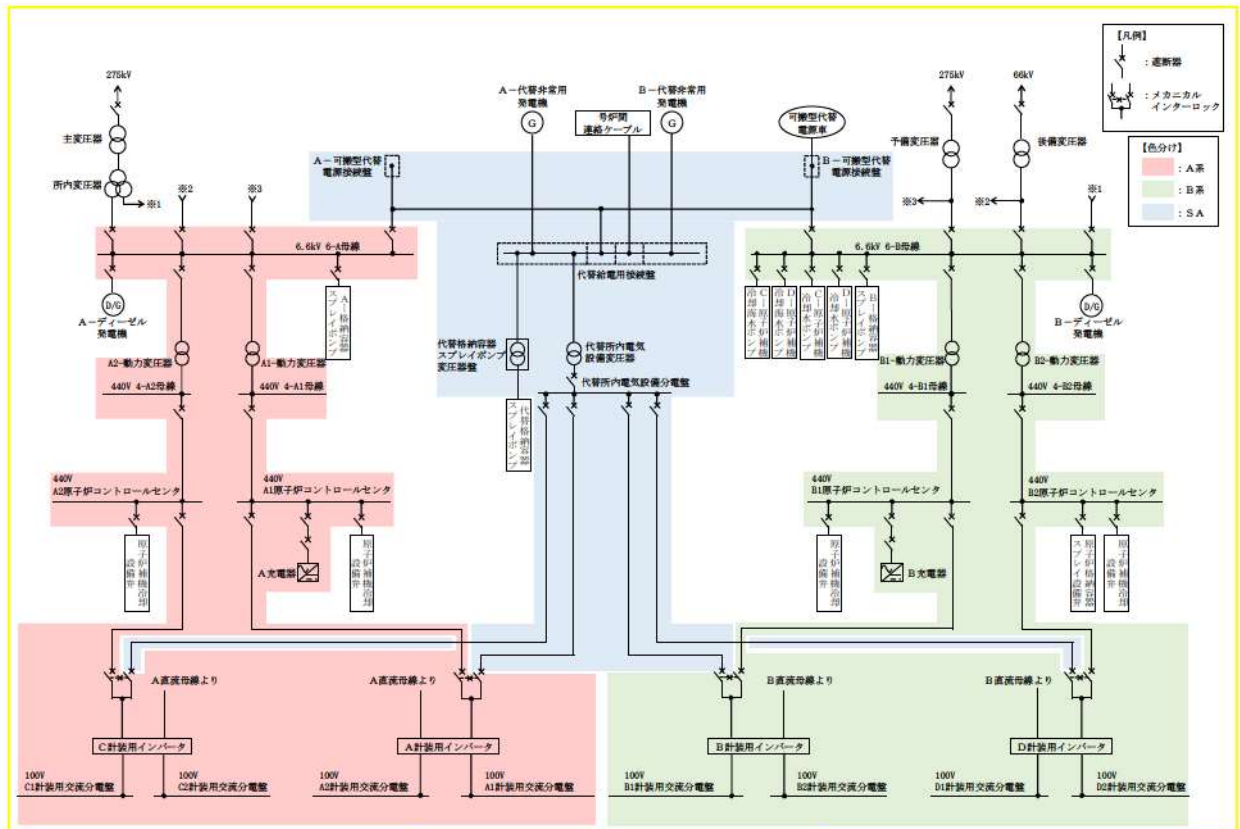 【凡例】
：遮断器
：メカニカル
インターロック
【色分け】
：A系
：B系
：SA
275kV
主変圧器
所内変圧器
※1
※2
※3
A－代替非常用
発電機
G
号炉間
連絡ケーブル
B－代替非常用
発電機
G
可搬型代替
電源車
275kV
66kV
予備変圧器
後備変圧器
※3
※2
※1
A－可搬型代替
電源接続盤
B－可搬型代替
電源接続盤
6.6kV 6-A母線
6.6kV 6-B母線
代替給電用接続盤
D/G
A－ディーゼル
発電機
A－格納容器
スプレイポンプ
C－原子炉補機
冷却海水ポンプ
D－原子炉補機
冷却海水ポンプ
C－原子炉補機
冷却水ポンプ
D－原子炉補機
冷却水ポンプ
B－格納容器
スプレイポンプ
D/G
B－ディーゼル
発電機
A2-動力変圧器
A1-動力変圧器
代替格納容器
スプレイポンプ
変圧器盤
代替所内電気
設備変圧器
B1-動力変圧器
B2-動力変圧器
440V 4-A2母線
440V 4-A1母線
代替所内電気設備分電盤
440V 4-B1母線
440V 4-B2母線
代替格納容器
スプレイポンプ
440V
A2原子炉コントロールセンタ
440V
A1原子炉コントロールセンタ
440V
B1原子炉コントロールセンタ
440V
B2原子炉コントロールセンタ
原子炉補機冷却
設備弁
A充電器
原子炉補機冷却
設備弁
原子炉補機冷却
設備弁
B充電器
原子炉格納容器
スプレイ設備弁
原子炉補機冷却
設備弁
A直流母線より
A直流母線より
B直流母線より
B直流母線より
C計装用インバータ
A計装用インバータ
B計装用インバータ
D計装用インバータ
100V
C1計装用交流分電盤
100V
C2計装用交流分電盤
100V
A2計装用交流分電盤
100V
A1計装用交流分電盤
100V
B1計装用交流分電盤
100V
B2計装用交流分電盤
100V
D1計装用交流分電盤
100V
D2計装用交流分電盤